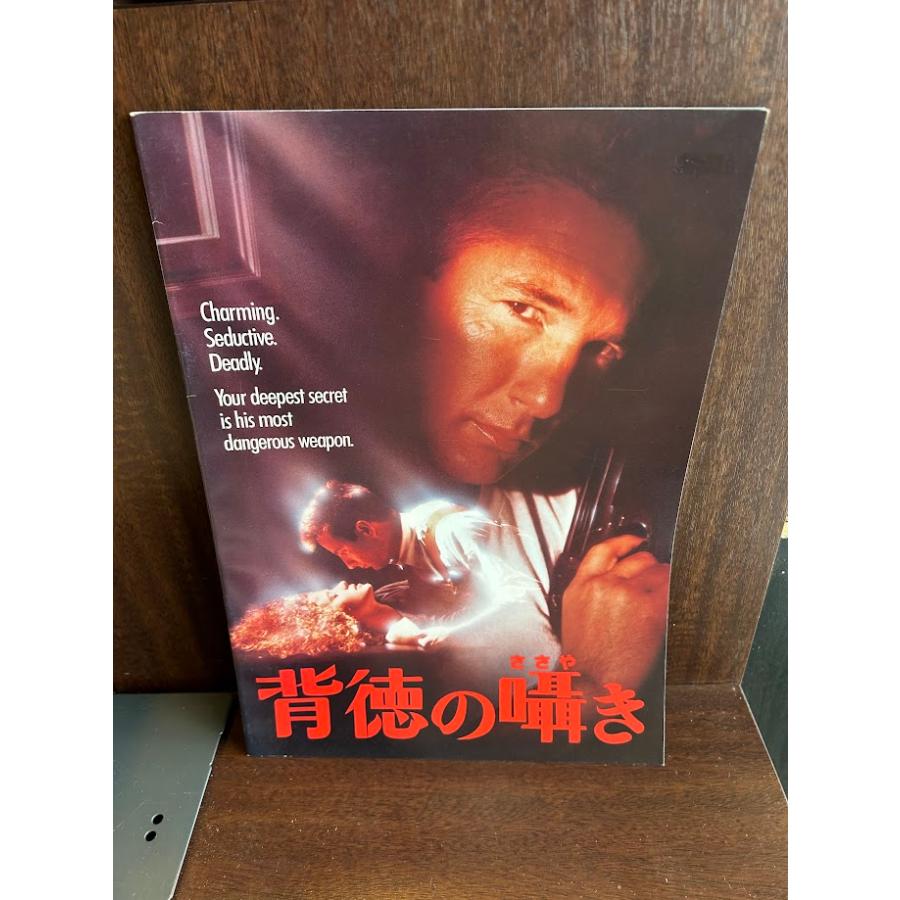 Charming.
Seductive.
Deadly.
Your deepest secret
is his most
dangerous weapon.
ささや
背徳の囁き